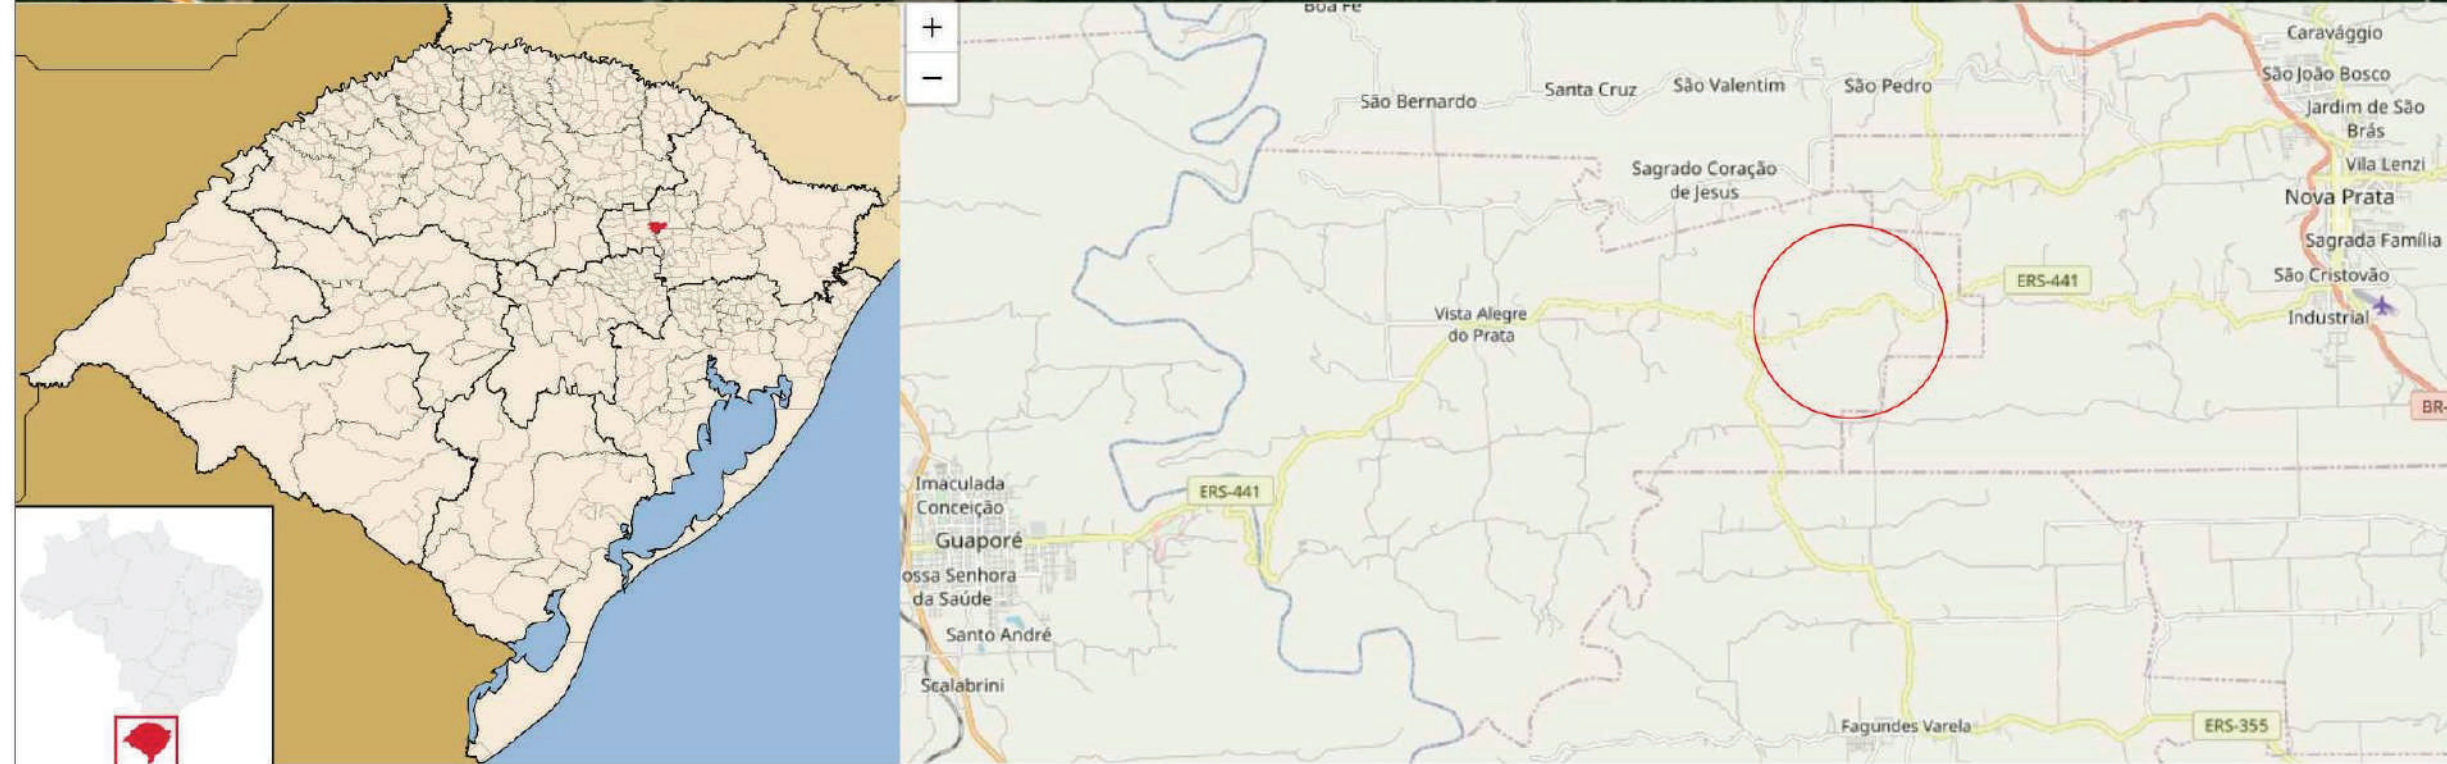 +
−
Boa Fé
Caravággio
São João Bosco
Santa Cruz
São Valentim
São Pedro
São Bernardo
Jardim de São
Brás
Vila Lenzi
Sagrado Coração
de Jesus
Nova Prata
Sagrada Família
São Cristovão
ERS-441
Vista Alegre
do Prata
Industrial
BR-
Imaculada
Conceição
ERS-441
Guaporé
ossa Senhora
da Saúde
Santo André
Scalabrini
Fagundes Varela
ERS-355